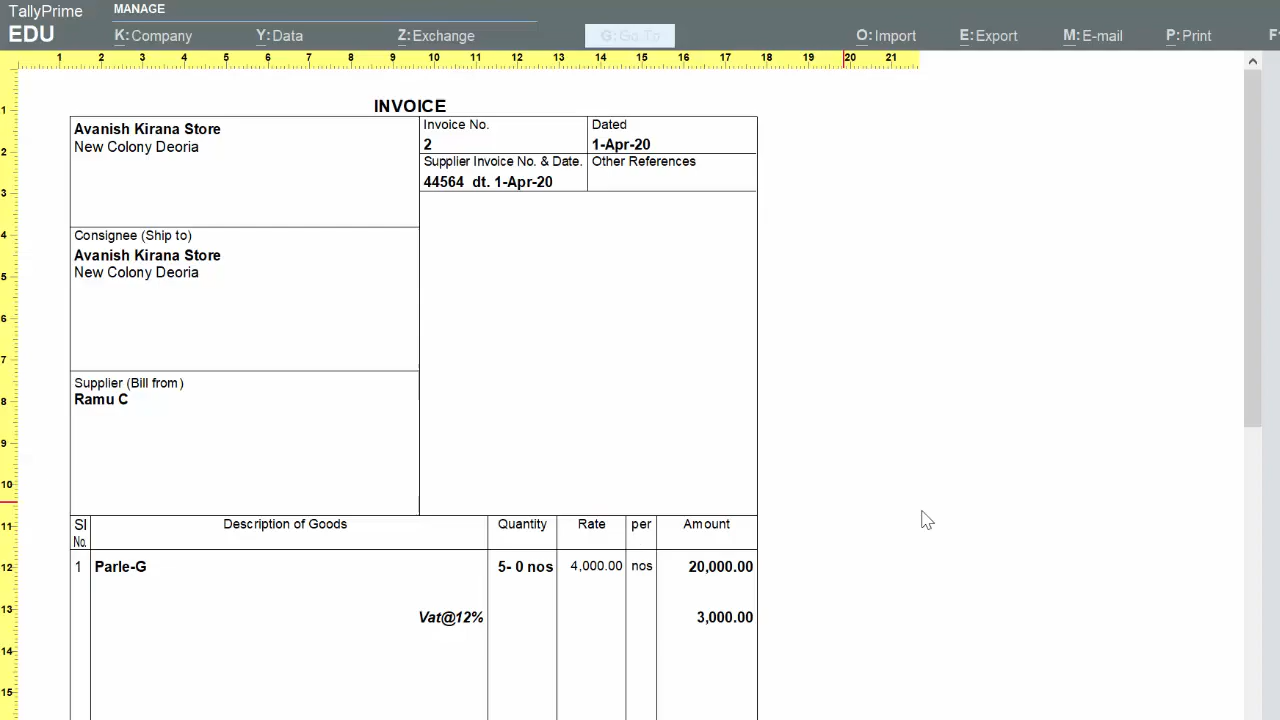 TallyPrime
EDU
MANAGE
K: Company
Y: Data
Z: Exchange
G: Go To
O: Import
E: Export
M: E-mail
P: Print
F
1 2 3 4 5 6 7 8 9 10 11 12 13 14 15 16 17 18 19 20 21
INVOICE
Avanish Kirana Store
New Colony Deoria
Invoice No.
2
Dated
1-Apr-20
Supplier Invoice No. & Date.
44564 dt. 1-Apr-20
Other References
Consignee (Ship to)
Avanish Kirana Store
New Colony Deoria
Supplier (Bill from)
Ramu C
Sl No. Description of Goods Quantity Rate per Amount
1 Parle-G 5- 0 nos 4,000.00 nos 20,000.00
Vat@12% 3,000.00
1
2
3
4
5
6
7
8
9
10
11
12
13
14
15